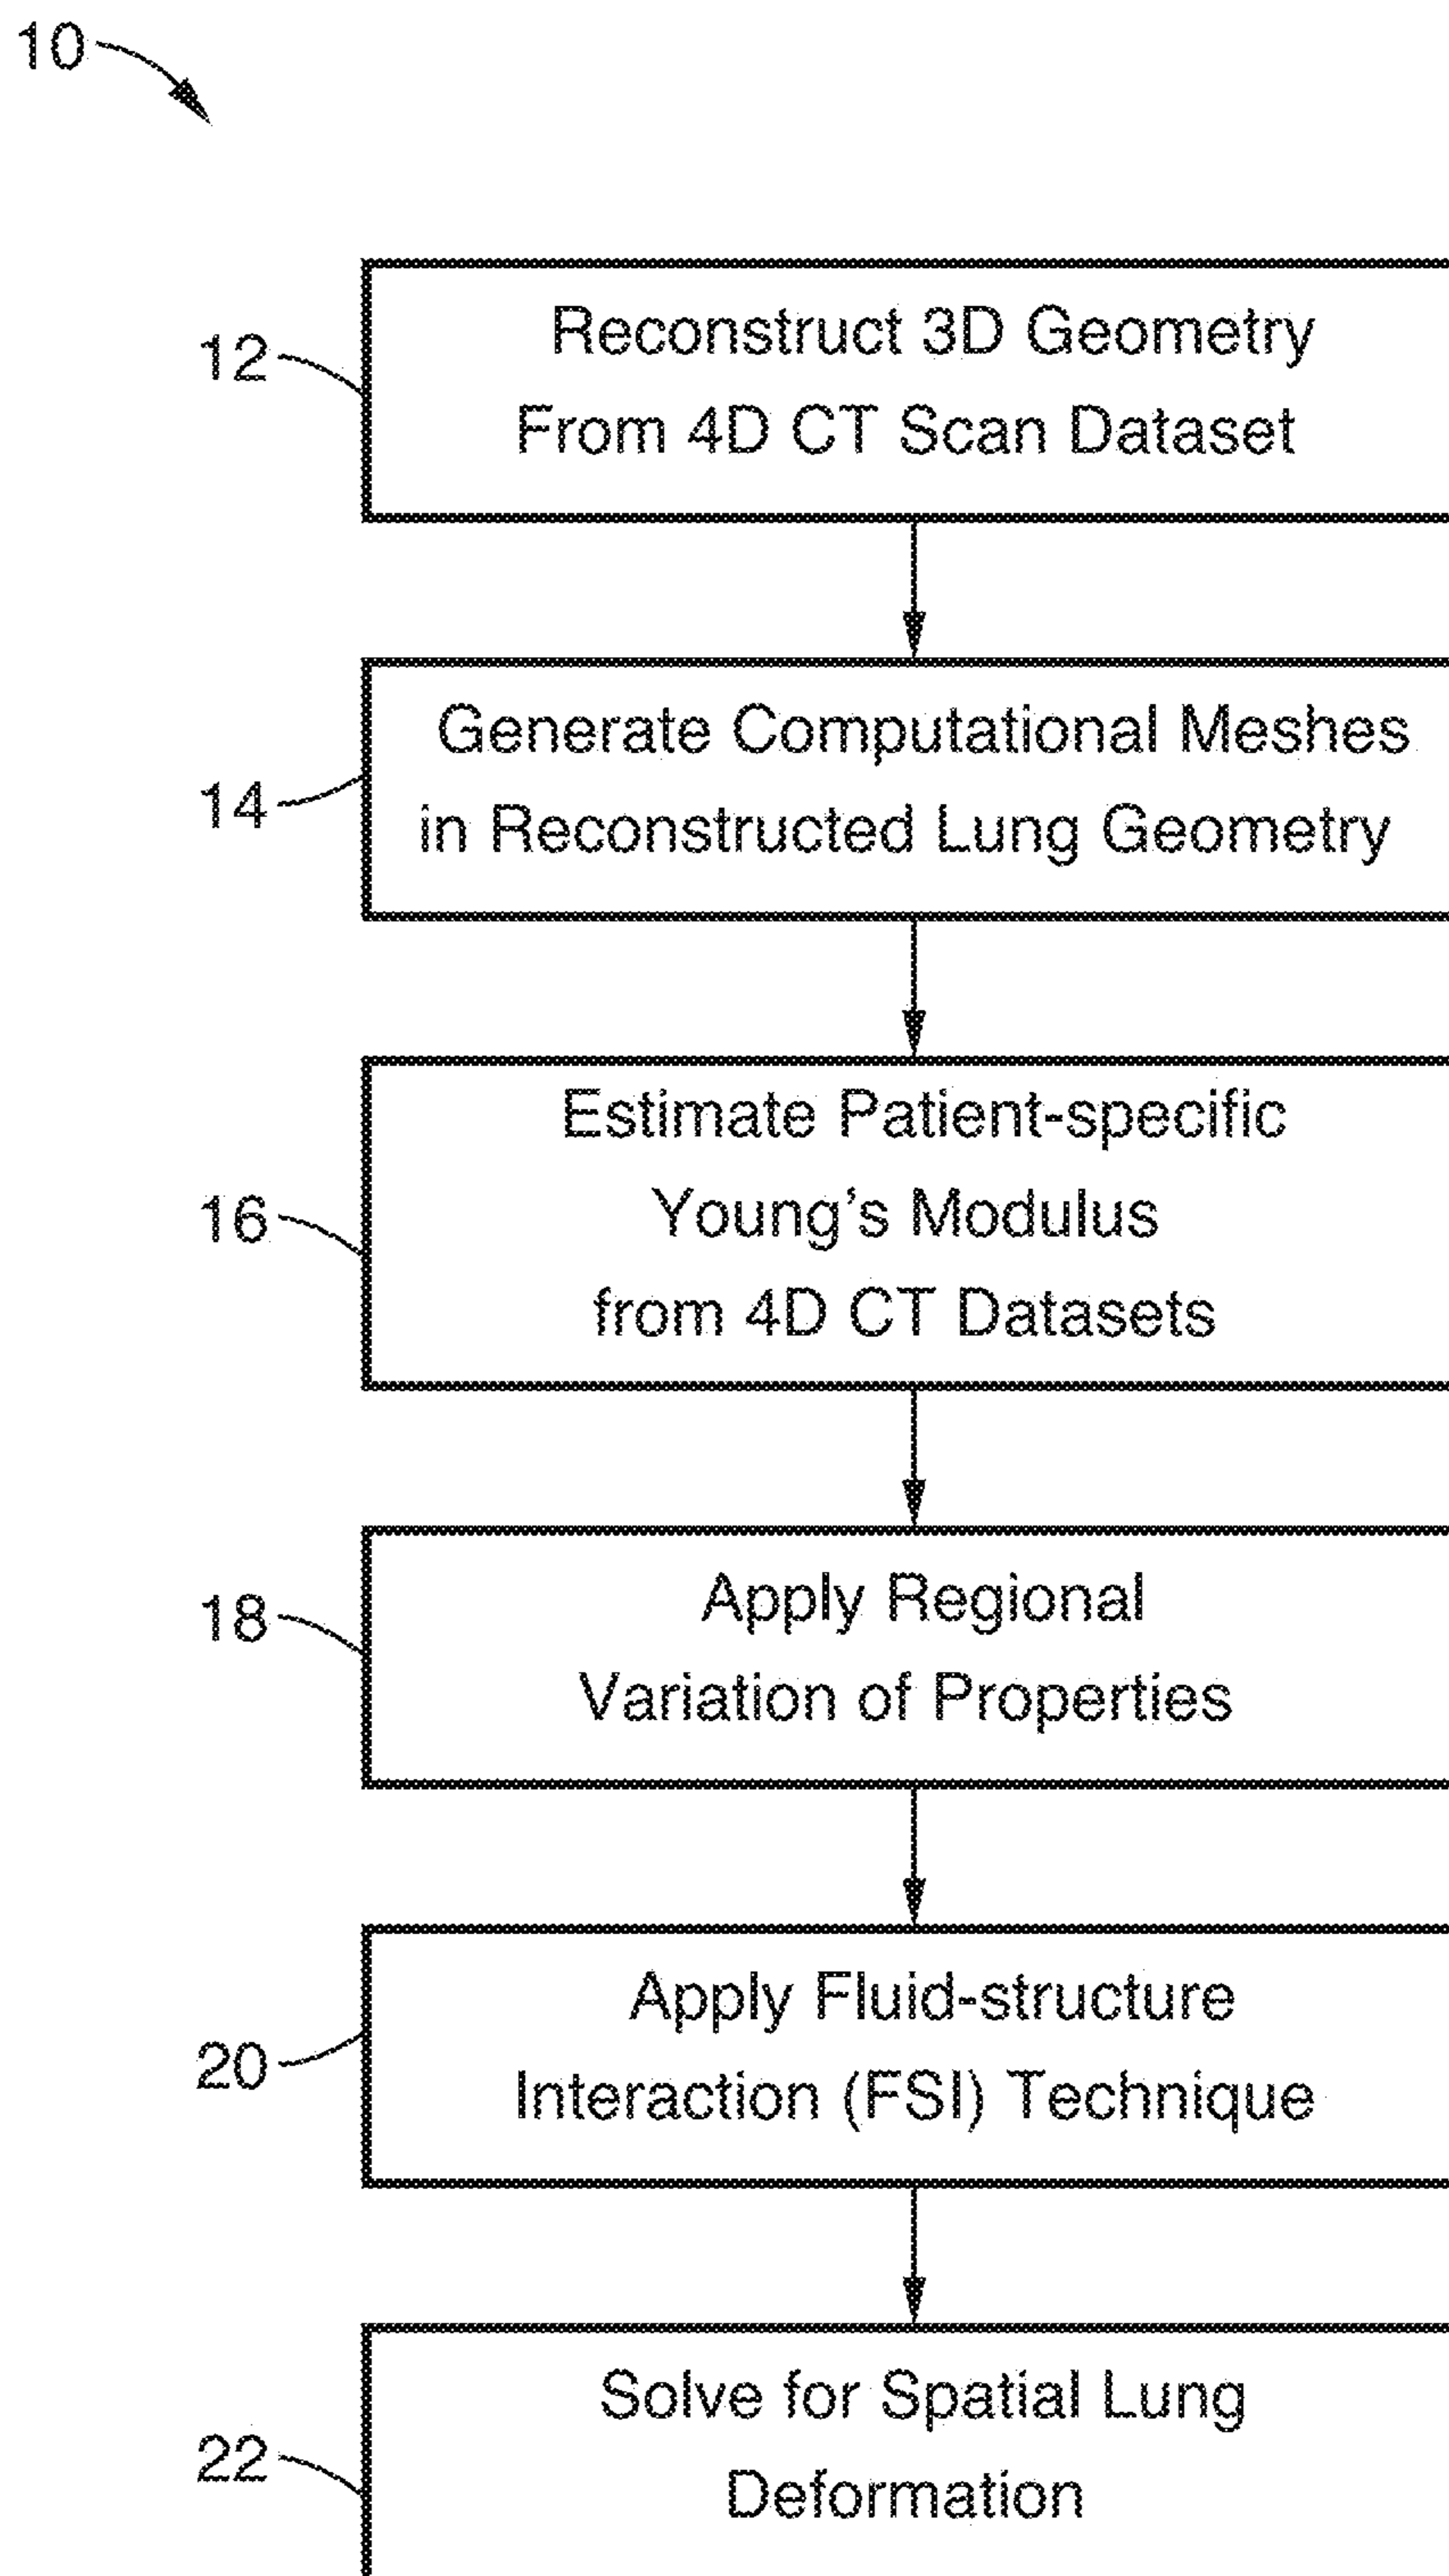 10
12
Reconstruct 3D Geometry
From 4D CT Scan Dataset
14
Generate Computational Meshes
in Reconstructed Lung Geometry
16
Estimate Patient-specific
Young's Modulus
from 4D CT Datasets
18
Apply Regional
Variation of Properties
20
Apply Fluid-structure
Interaction (FSI) Technique
22
Solve for Spatial Lung
Deformation